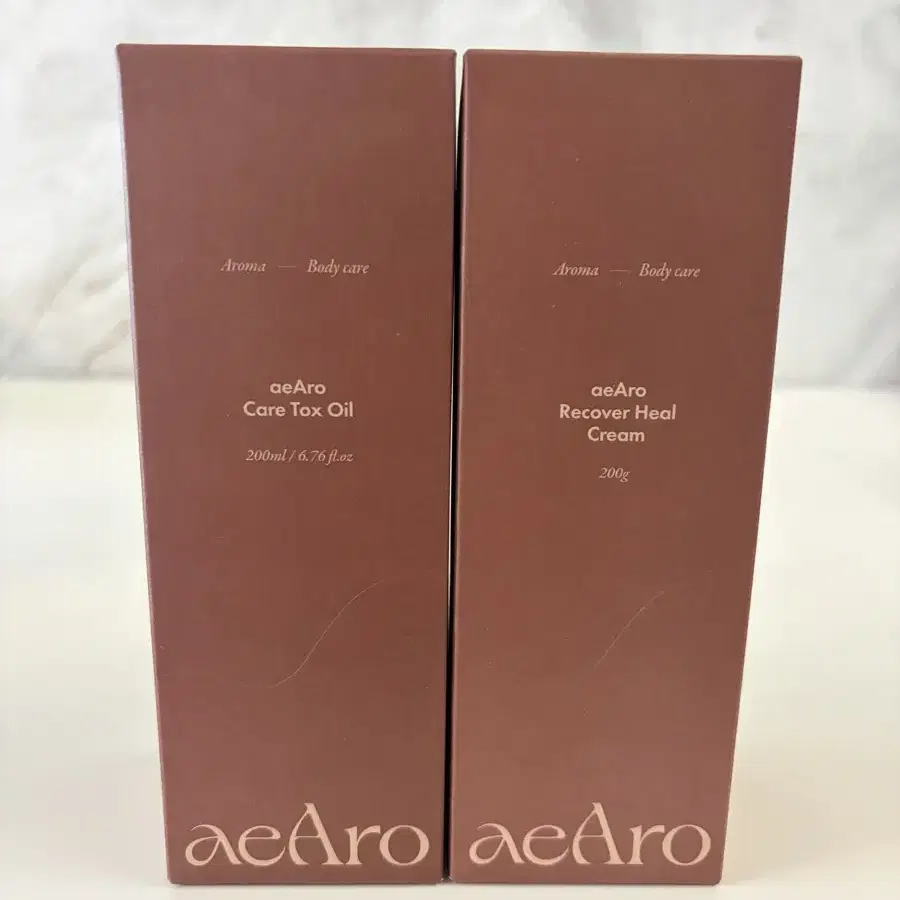 Aroma — Body care
aeAro
Care Tox Oil
200ml / 6.76 fl.oz
aeAro
Aroma — Body care
aeAro
Recover Heal
Cream
200g
aeAro